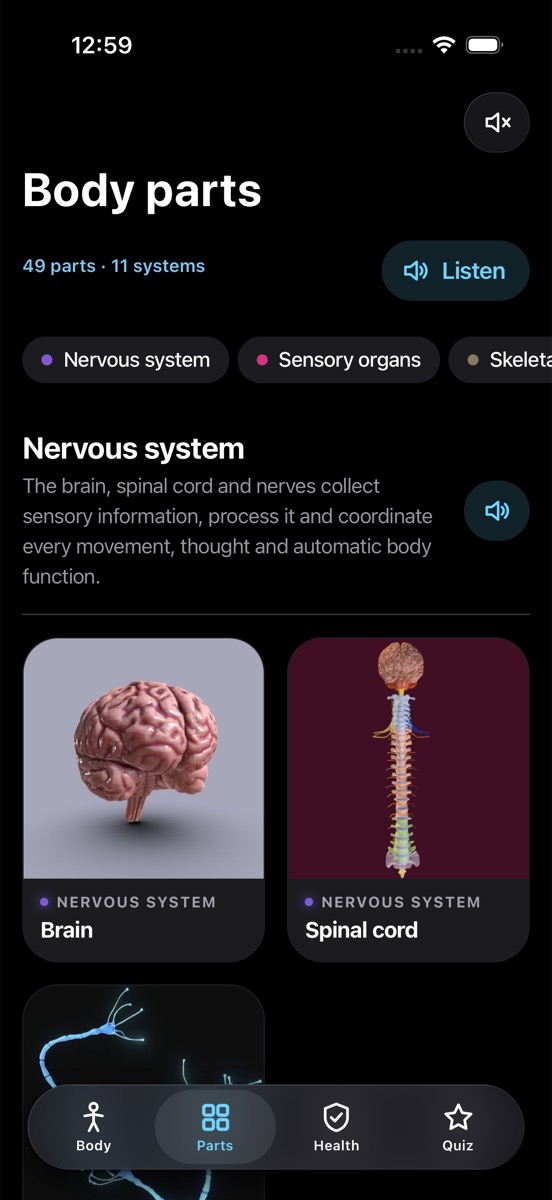 12:59
Body parts
49 parts · 11 systems
Listen
Nervous system
Sensory organs
Skeleta
Nervous system
The brain, spinal cord and nerves collect
sensory information, process it and coordinate
every movement, thought and automatic body
function.
NERVOUS SYSTEM
Brain
NERVOUS SYSTEM
Spinal cord
Body
Parts
Health
Quiz